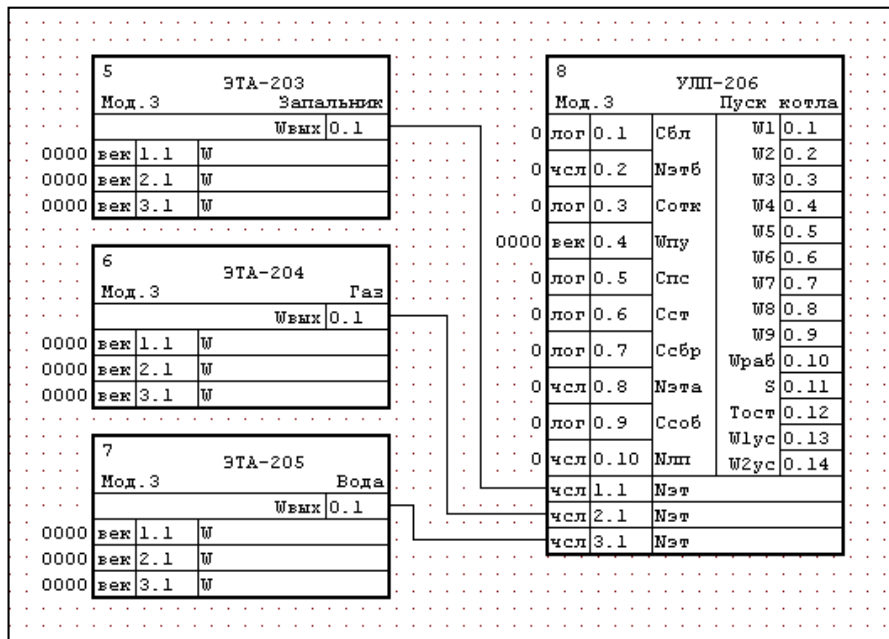 5
ЭТА-203
Мод.3 Запальник
Wвых 0.1
0000 век 1.1 W
0000 век 2.1 W
0000 век 3.1 W
6
ЭТА-204
Мод.3 Газ
Wвых 0.1
0000 век 1.1 W
0000 век 2.1 W
0000 век 3.1 W
7
ЭТА-205
Мод.3 Вода
Wвых 0.1
0000 век 1.1 W
0000 век 2.1 W
0000 век 3.1 W
8
УЛП-206
Мод.3 Пуск котла
0 лог 0.1 Сбл
0 чсл 0.2 Nэтб
0 лог 0.3 Сотк
0000 век 0.4 Wпу
0 лог 0.5 Спс
0 лог 0.6 Сст
0 лог 0.7 Ссбр
0 чсл 0.8 Nэта
0 лог 0.9 Ссоб
0 чсл 0.10 Nлп
W1 0.1
W2 0.2
W3 0.3
W4 0.4
W5 0.5
W6 0.6
W7 0.7
W8 0.8
W9 0.9
Wраб 0.10
S 0.11
Тост 0.12
W1ус 0.13
W2ус 0.14
чсл 1.1 Nэт
чсл 2.1 Nэт
чсл 3.1 Nэт